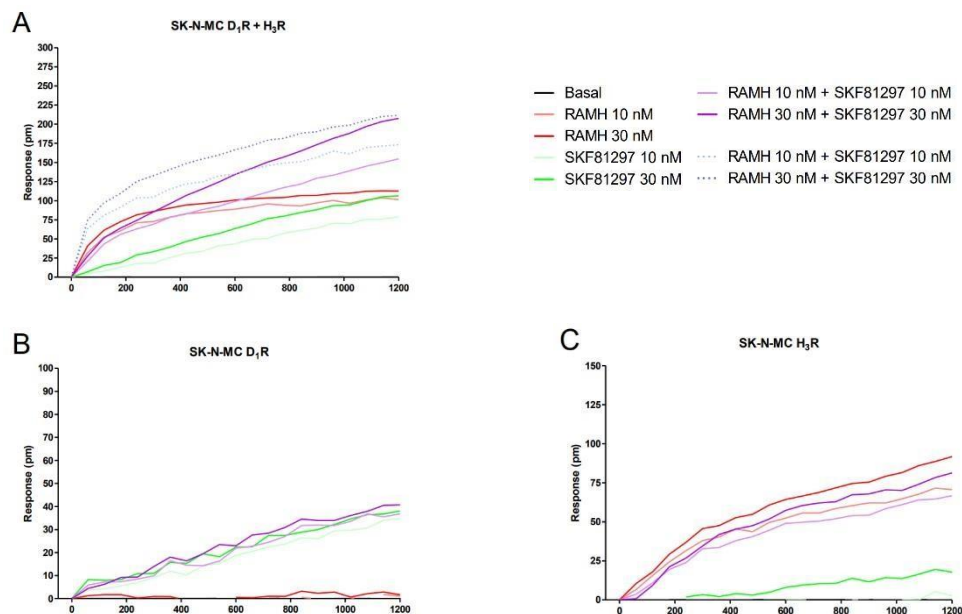 A
SK-N-MC D₁R + H₃R
Response (pm)
300
275
250
225
200
175
150
125
100
75
50
25
0
0 200 400 600 800 1000 1200
Basal
RAMH 10 nM
RAMH 30 nM
SKF81297 10 nM
SKF81297 30 nM
RAMH 10 nM + SKF81297 10 nM
RAMH 30 nM + SKF81297 30 nM
RAMH 10 nM + SKF81297 10 nM
RAMH 30 nM + SKF81297 30 nM
B
SK-N-MC D₁R
Response (pm)
100
90
80
70
60
50
40
30
20
10
0
0 200 400 600 800 1000 1200
C
SK-N-MC H₃R
Response (pm)
150
125
100
75
50
25
0
0 200 400 600 800 1000 1200